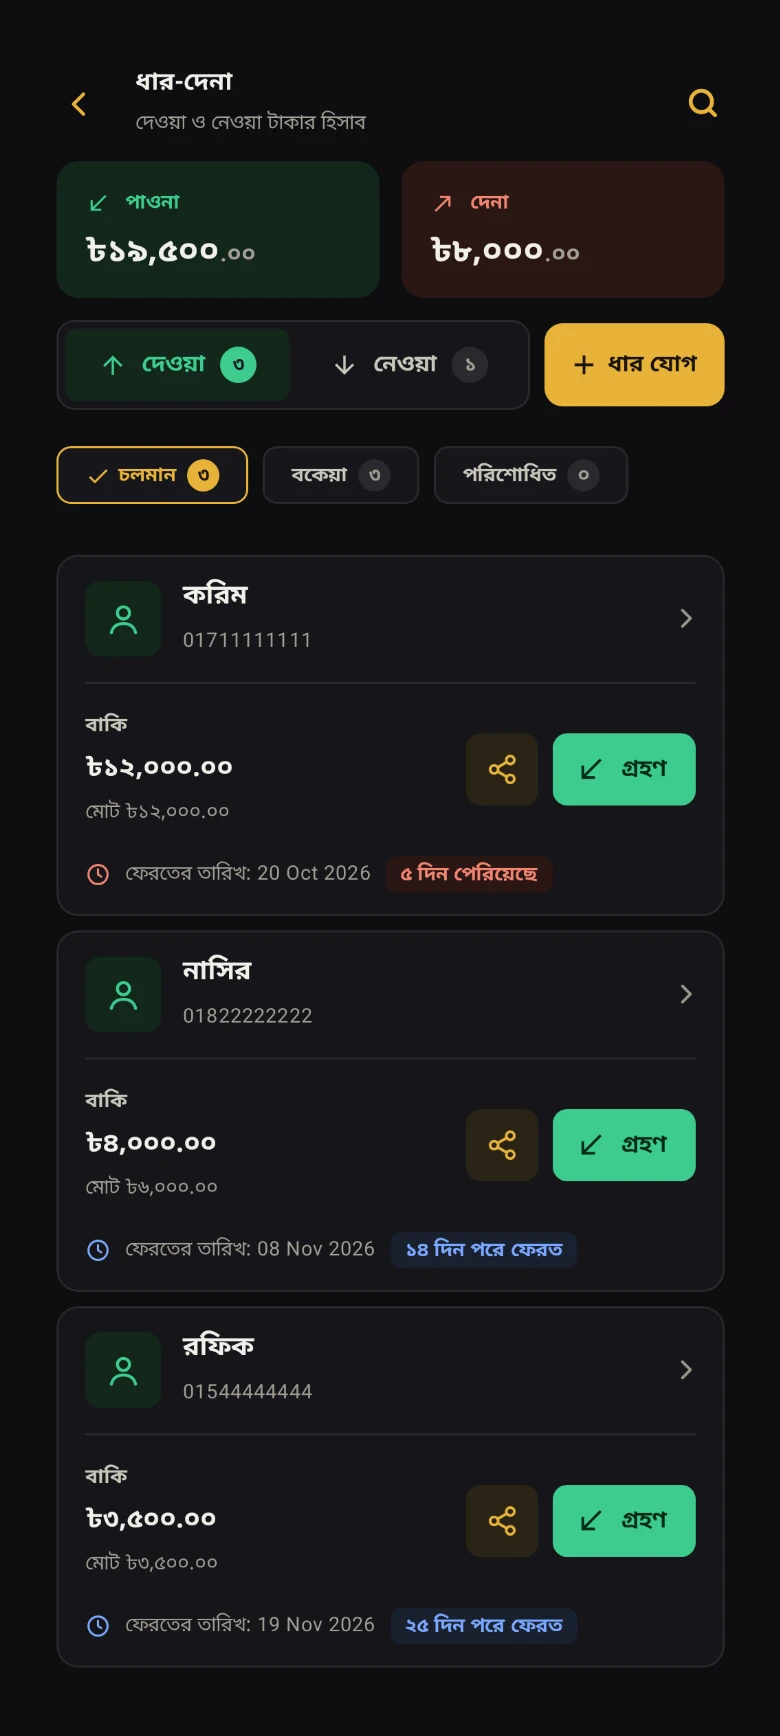 ধার-দেনা
দেওয়া ও নেওয়া টাকার হিসাব
পাওনা
৳১৯,৫০০.০০
দেনা
৳৮,০০০.০০
দেওয়া ৩
নেওয়া ১
+ ধার যোগ
চলমান ৩
বকেয়া ৩
পরিশোধিত ০
করিম
01711111111
বাকি
৳১২,০০০.০০
মোট ৳১২,০০০.০০
গ্রহণ
ফেরতের তারিখ: 20 Oct 2026 ৫ দিন পেরিয়েছে
নাসির
01822222222
বাকি
৳৪,০০০.০০
মোট ৳৬,০০০.০০
গ্রহণ
ফেরতের তারিখ: 08 Nov 2026 ১৪ দিন পরে ফেরত
রফিক
01544444444
বাকি
৳৩,৫০০.০০
মোট ৳৩,৫০০.০০
গ্রহণ
ফেরতের তারিখ: 19 Nov 2026 ২৫ দিন পরে ফেরত